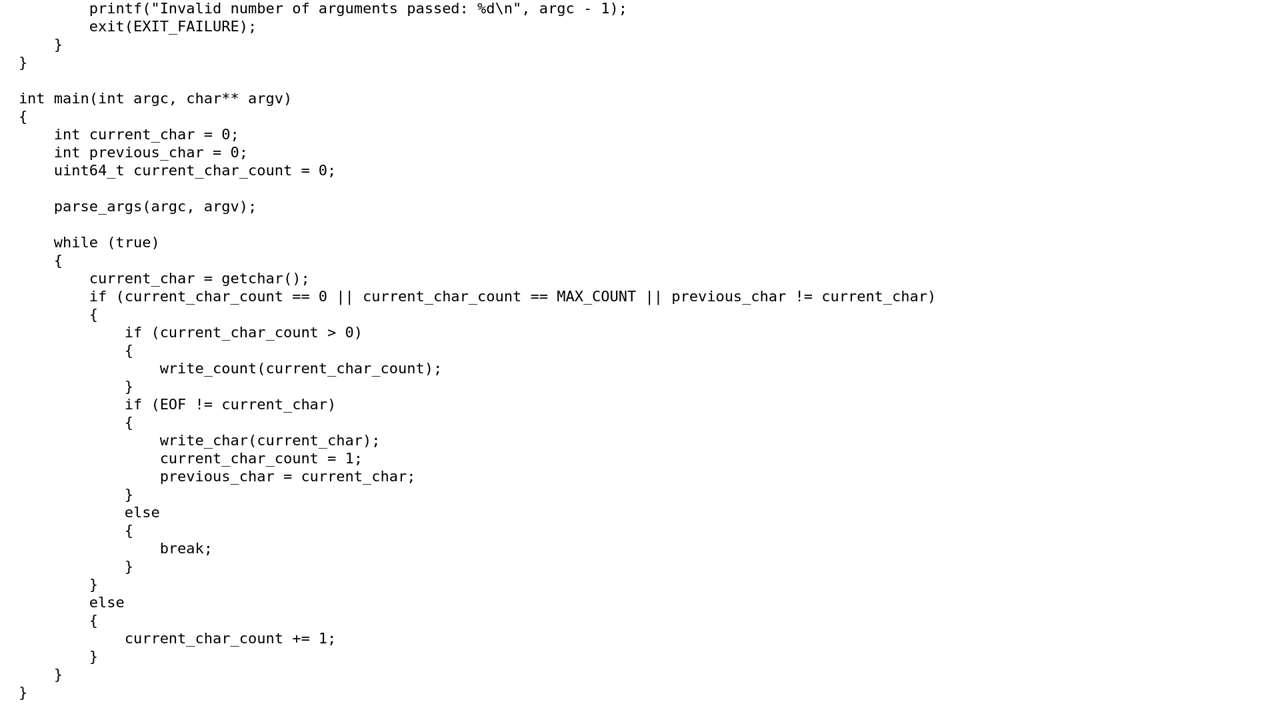 printf("Invalid number of arguments passed: %d\n", argc - 1);
        exit(EXIT_FAILURE);
    }
}

int main(int argc, char** argv)
{
    int current_char = 0;
    int previous_char = 0;
    uint64_t current_char_count = 0;

    parse_args(argc, argv);

    while (true)
    {
        current_char = getchar();
        if (current_char_count == 0 || current_char_count == MAX_COUNT || previous_char != current_char)
        {
            if (current_char_count > 0)
            {
                write_count(current_char_count);
            }
            if (EOF != current_char)
            {
                write_char(current_char);
                current_char_count = 1;
                previous_char = current_char;
            }
            else
            {
                break;
            }
        }
        else
        {
            current_char_count += 1;
        }
    }
}